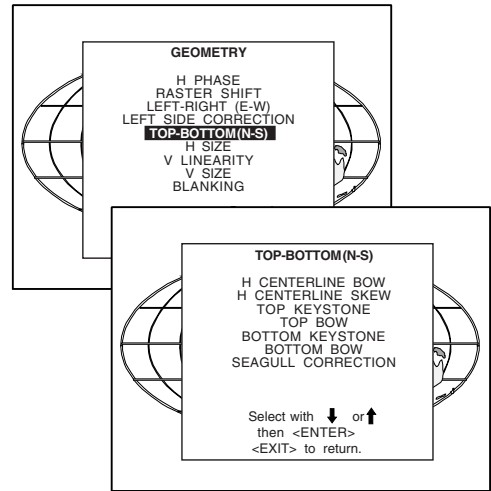 GEOMETRY
H PHASE
RASTER SHIFT
LEFT-RIGHT (E-W)
LEFT SIDE CORRECTION
TOP-BOTTOM(N-S)
H SIZE
V LINEARITY
V SIZE
BLANKING
TOP-BOTTOM(N-S)
H CENTERLINE BOW
H CENTERLINE SKEW
TOP KEYSTONE
TOP BOW
BOTTOM KEYSTONE
BOTTOM BOW
SEAGULL CORRECTION
Select with ⬇ or ⬆
then <ENTER>
<EXIT> to return.